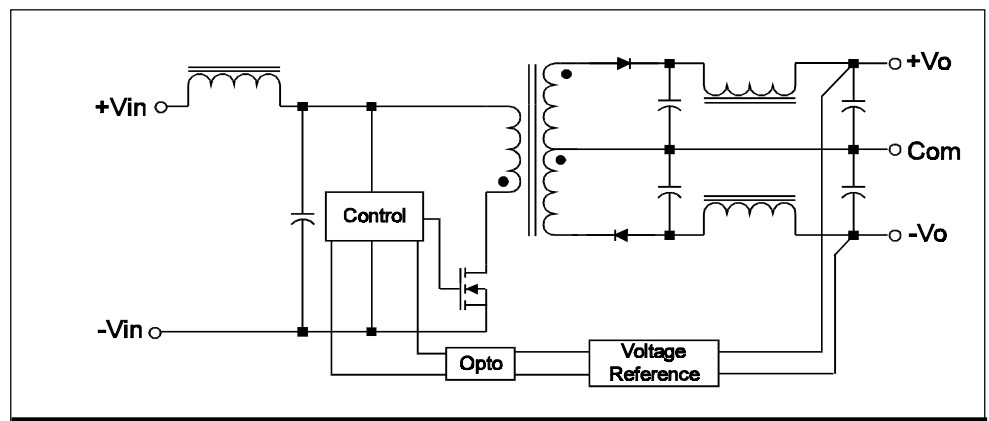 +Vin
-Vin
Control
Opto
Voltage
Reference
+Vo
Com
-Vo